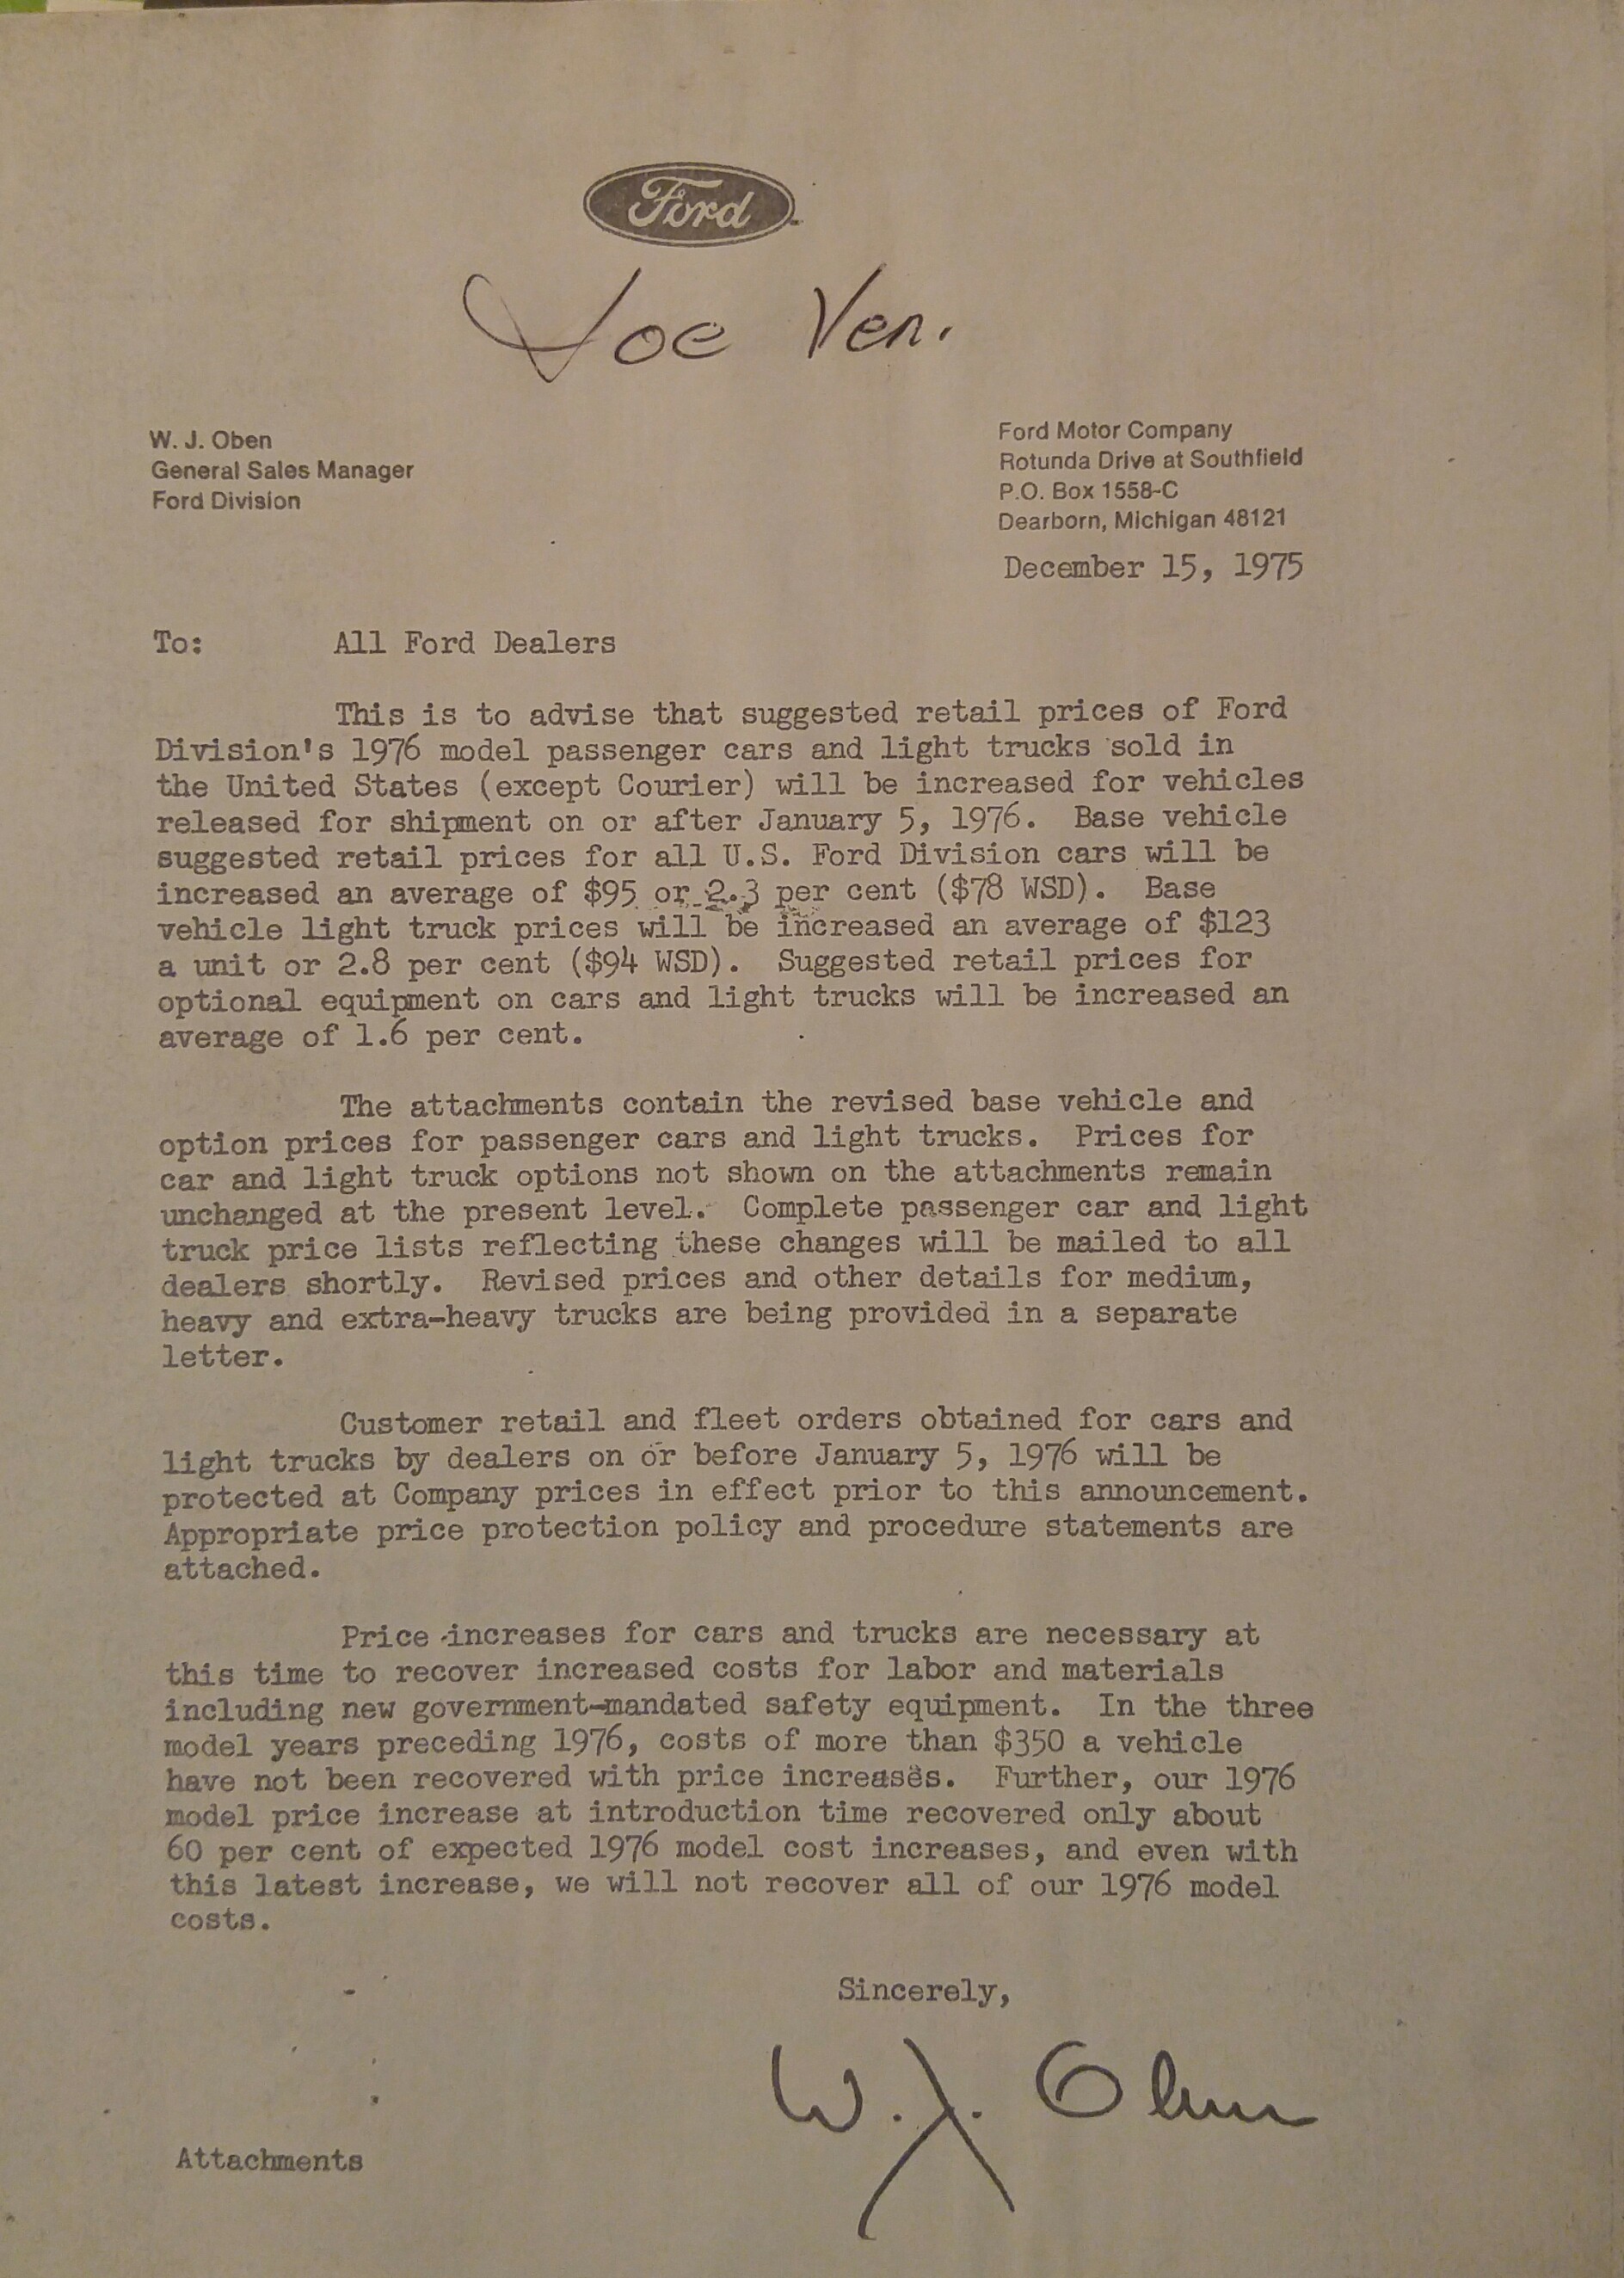 Ford
Joe Ven.
W. J. Oben
General Sales Manager
Ford Division
Ford Motor Company
Rotunda Drive at Southfield
P.O. Box 1558-C
Dearborn, Michigan 48121
December 15, 1975
To: All Ford Dealers
This is to advise that suggested retail prices of Ford
Division's 1976 model passenger cars and light trucks sold in
the United States (except Courier) will be increased for vehicles
released for shipment on or after January 5, 1976. Base vehicle
suggested retail prices for all U.S. Ford Division cars will be
increased an average of $95 or 2.3 per cent ($78 WSD). Base
vehicle light truck prices will be increased an average of $123
a unit or 2.8 per cent ($94 WSD). Suggested retail prices for
optional equipment on cars and light trucks will be increased an
average of 1.6 per cent.
The attachments contain the revised base vehicle and
option prices for passenger cars and light trucks. Prices for
car and light truck options not shown on the attachments remain
unchanged at the present level. Complete passenger car and light
truck price lists reflecting these changes will be mailed to all
dealers shortly. Revised prices and other details for medium,
heavy and extra-heavy trucks are being provided in a separate
letter.
Customer retail and fleet orders obtained for cars and
light trucks by dealers on or before January 5, 1976 will be
protected at Company prices in effect prior to this announcement.
Appropriate price protection policy and procedure statements are
attached.
Price increases for cars and trucks are necessary at
this time to recover increased costs for labor and materials
including new government-mandated safety equipment. In the three
model years preceding 1976, costs of more than $350 a vehicle
have not been recovered with price increases. Further, our 1976
model price increase at introduction time recovered only about
60 per cent of expected 1976 model cost increases, and even with
this latest increase, we will not recover all of our 1976 model
costs.
Sincerely,
W. J. Oben
Attachments